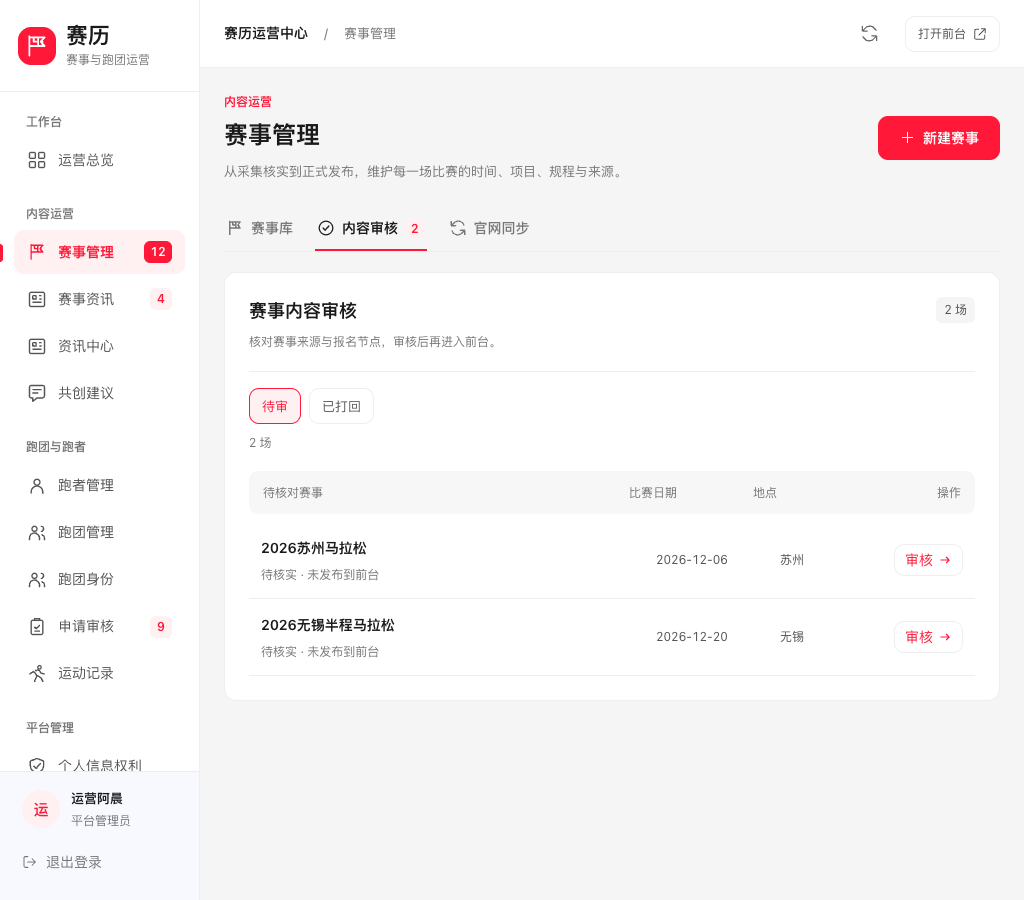 赛历
赛事与跑团运营
工作台
运营总览
内容运营
赛事管理 12
赛事资讯 4
资讯中心
共创建议
跑团与跑者
跑者管理
跑团管理
跑团身份
申请审核 9
运动记录
平台管理
个人信息权利
运 运营阿晨
平台管理员
退出登录
赛历运营中心 / 赛事管理
打开前台
内容运营
赛事管理
从采集核实到正式发布，维护每一场比赛的时间、项目、规程与来源。
新建赛事
赛事库 内容审核 2 官网同步
赛事内容审核
2 场
核对赛事来源与报名节点，审核后再进入前台。
待审 已打回
2 场
待核对赛事 比赛日期 地点 操作
2026苏州马拉松
待核实 · 未发布到前台
2026-12-06 苏州 审核 →
2026无锡半程马拉松
待核实 · 未发布到前台
2026-12-20 无锡 审核 →